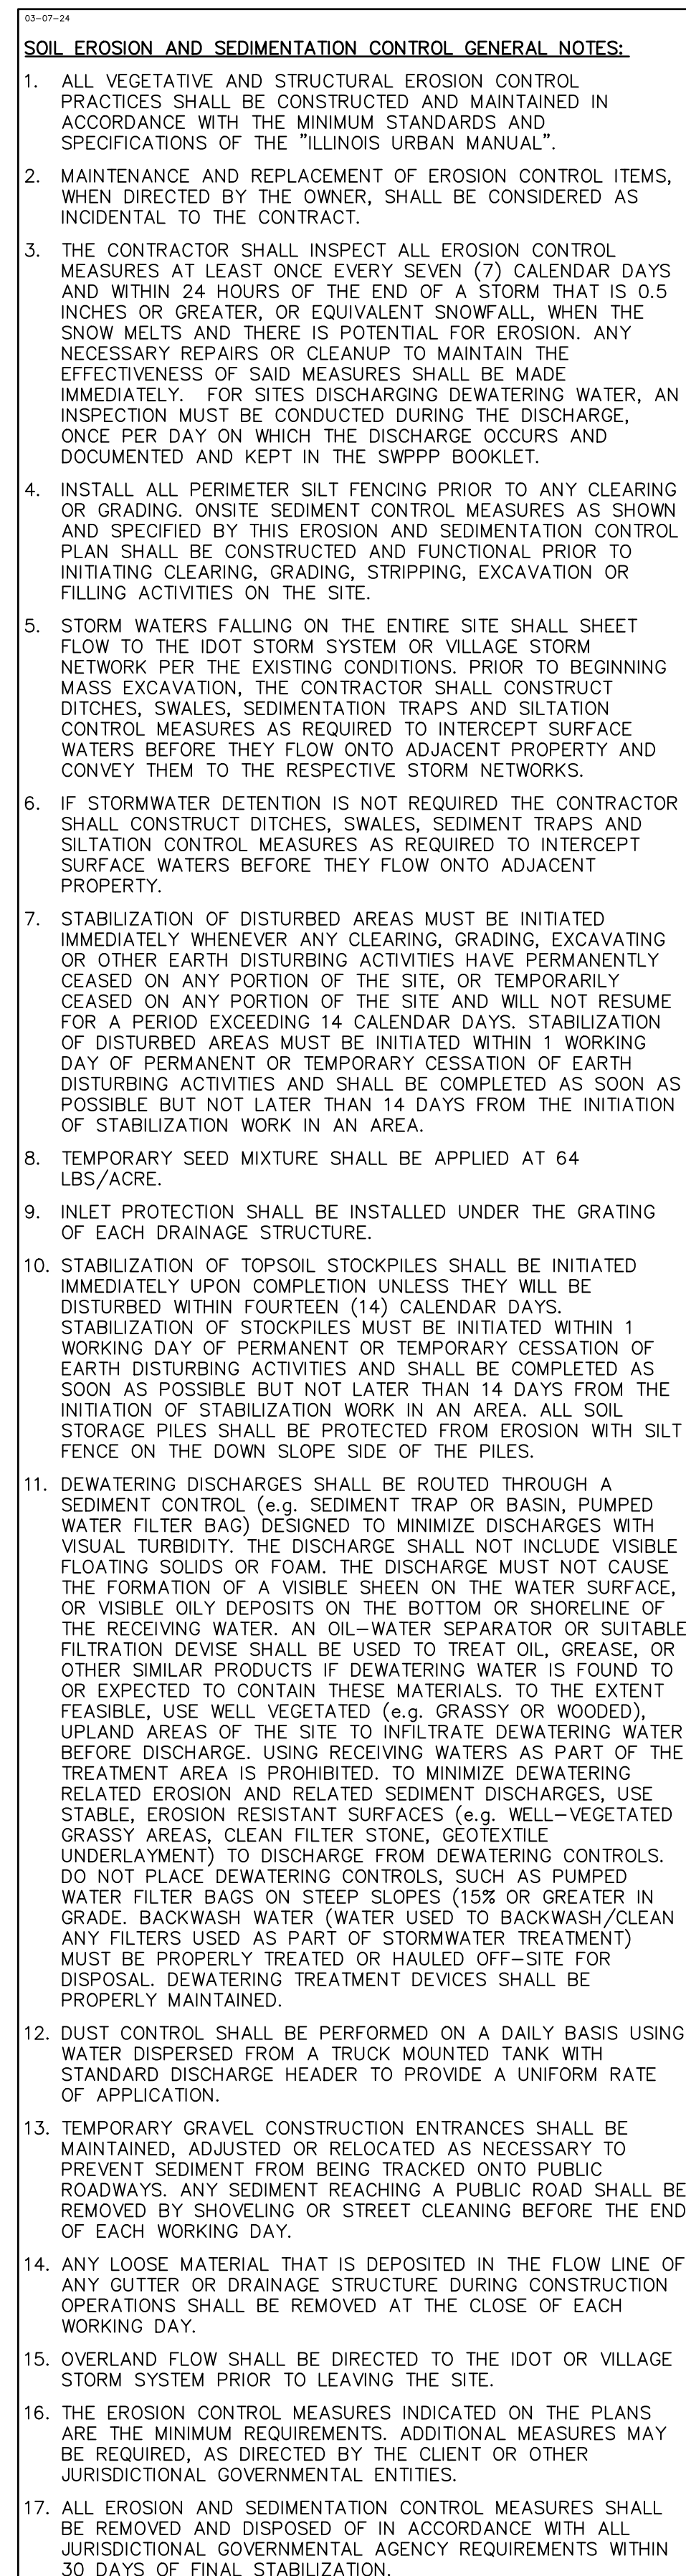 03-07-24
SOIL EROSION AND SEDIMENTATION CONTROL GENERAL NOTES:
1. ALL VEGETATIVE AND STRUCTURAL EROSION CONTROL
PRACTICES SHALL BE CONSTRUCTED AND MAINTAINED IN
ACCORDANCE WITH THE MINIMUM STANDARDS AND
SPECIFICATIONS OF THE "ILLINOIS URBAN MANUAL".
2. MAINTENANCE AND REPLACEMENT OF EROSION CONTROL ITEMS,
WHEN DIRECTED BY THE OWNER, SHALL BE CONSIDERED AS
INCIDENTAL TO THE CONTRACT.
3. THE CONTRACTOR SHALL INSPECT ALL EROSION CONTROL
MEASURES AT LEAST ONCE EVERY SEVEN (7) CALENDAR DAYS
AND WITHIN 24 HOURS OF THE END OF A STORM THAT IS 0.5
INCHES OR GREATER, OR EQUIVALENT SNOWFALL, WHEN THE
SNOW MELTS AND THERE IS POTENTIAL FOR EROSION. ANY
NECESSARY REPAIRS OR CLEANUP TO MAINTAIN THE
EFFECTIVENESS OF SAID MEASURES SHALL BE MADE
IMMEDIATELY. FOR SITES DISCHARGING DEWATERING WATER, AN
INSPECTION MUST BE CONDUCTED DURING THE DISCHARGE,
ONCE PER DAY ON WHICH THE DISCHARGE OCCURS AND
DOCUMENTED AND KEPT IN THE SWPPP BOOKLET.
4. INSTALL ALL PERIMETER SILT FENCING PRIOR TO ANY CLEARING
OR GRADING. ONSITE SEDIMENT CONTROL MEASURES AS SHOWN
AND SPECIFIED BY THIS EROSION AND SEDIMENTATION CONTROL
PLAN SHALL BE CONSTRUCTED AND FUNCTIONAL PRIOR TO
INITIATING CLEARING, GRADING, STRIPPING, EXCAVATION OR
FILLING ACTIVITIES ON THE SITE.
5. STORM WATERS FALLING ON THE ENTIRE SITE SHALL SHEET
FLOW TO THE IDOT STORM SYSTEM OR VILLAGE STORM
NETWORK PER THE EXISTING CONDITIONS. PRIOR TO BEGINNING
MASS EXCAVATION, THE CONTRACTOR SHALL CONSTRUCT
DITCHES, SWALES, SEDIMENTATION TRAPS AND SILTATION
CONTROL MEASURES AS REQUIRED TO INTERCEPT SURFACE
WATERS BEFORE THEY FLOW ONTO ADJACENT PROPERTY AND
CONVEY THEM TO THE RESPECTIVE STORM NETWORKS.
6. IF STORMWATER DETENTION IS NOT REQUIRED THE CONTRACTOR
SHALL CONSTRUCT DITCHES, SWALES, SEDIMENT TRAPS AND
SILTATION CONTROL MEASURES AS REQUIRED TO INTERCEPT
SURFACE WATERS BEFORE THEY FLOW ONTO ADJACENT
PROPERTY.
7. STABILIZATION OF DISTURBED AREAS MUST BE INITIATED
IMMEDIATELY WHENEVER ANY CLEARING, GRADING, EXCAVATING
OR OTHER EARTH DISTURBING ACTIVITIES HAVE PERMANENTLY
CEASED ON ANY PORTION OF THE SITE, OR TEMPORARILY
CEASED ON ANY PORTION OF THE SITE AND WILL NOT RESUME
FOR A PERIOD EXCEEDING 14 CALENDAR DAYS. STABILIZATION
OF DISTURBED AREAS MUST BE INITIATED WITHIN 1 WORKING
DAY OF PERMANENT OR TEMPORARY CESSATION OF EARTH
DISTURBING ACTIVITIES AND SHALL BE COMPLETED AS SOON AS
POSSIBLE BUT NOT LATER THAN 14 DAYS FROM THE INITIATION
OF STABILIZATION WORK IN AN AREA.
8. TEMPORARY SEED MIXTURE SHALL BE APPLIED AT 64
LBS/ACRE.
9. INLET PROTECTION SHALL BE INSTALLED UNDER THE GRATING
OF EACH DRAINAGE STRUCTURE.
10. STABILIZATION OF TOPSOIL STOCKPILES SHALL BE INITIATED
IMMEDIATELY UPON COMPLETION UNLESS THEY WILL BE
DISTURBED WITHIN FOURTEEN (14) CALENDAR DAYS.
STABILIZATION OF STOCKPILES MUST BE INITIATED WITHIN 1
WORKING DAY OF PERMANENT OR TEMPORARY CESSATION OF
EARTH DISTURBING ACTIVITIES AND SHALL BE COMPLETED AS
SOON AS POSSIBLE BUT NOT LATER THAN 14 DAYS FROM THE
INITIATION OF STABILIZATION WORK IN AN AREA. ALL SOIL
STORAGE PILES SHALL BE PROTECTED FROM EROSION WITH SILT
FENCE ON THE DOWN SLOPE SIDE OF THE PILES.
11. DEWATERING DISCHARGES SHALL BE ROUTED THROUGH A
SEDIMENT CONTROL (e.g. SEDIMENT TRAP OR BASIN, PUMPED
WATER FILTER BAG) DESIGNED TO MINIMIZE DISCHARGES WITH
VISUAL TURBIDITY. THE DISCHARGE SHALL NOT INCLUDE VISIBLE
FLOATING SOLIDS OR FOAM. THE DISCHARGE MUST NOT CAUSE
THE FORMATION OF A VISIBLE SHEEN ON THE WATER SURFACE,
OR VISIBLE OILY DEPOSITS ON THE BOTTOM OR SHORELINE OF
THE RECEIVING WATER. AN OIL-WATER SEPARATOR OR SUITABLE
FILTRATION DEVISE SHALL BE USED TO TREAT OIL, GREASE, OR
OTHER SIMILAR PRODUCTS IF DEWATERING WATER IS FOUND TO
OR EXPECTED TO CONTAIN THESE MATERIALS. TO THE EXTENT
FEASIBLE, USE WELL VEGETATED (e.g. GRASSY OR WOODED),
UPLAND AREAS OF THE SITE TO INFILTRATE DEWATERING WATER
BEFORE DISCHARGE. USING RECEIVING WATERS AS PART OF THE
TREATMENT AREA IS PROHIBITED. TO MINIMIZE DEWATERING
RELATED EROSION AND RELATED SEDIMENT DISCHARGES, USE
STABLE, EROSION RESISTANT SURFACES (e.g. WELL-VEGETATED
GRASSY AREAS, CLEAN FILTER STONE, GEOTEXTILE
UNDERLAYMENT) TO DISCHARGE FROM DEWATERING CONTROLS.
DO NOT PLACE DEWATERING CONTROLS, SUCH AS PUMPED
WATER FILTER BAGS ON STEEP SLOPES (15% OR GREATER IN
GRADE. BACKWASH WATER (WATER USED TO BACKWASH/CLEAN
ANY FILTERS USED AS PART OF STORMWATER TREATMENT)
MUST BE PROPERLY TREATED OR HAULED OFF-SITE FOR
DISPOSAL. DEWATERING TREATMENT DEVICES SHALL BE
PROPERLY MAINTAINED.
12. DUST CONTROL SHALL BE PERFORMED ON A DAILY BASIS USING
WATER DISPERSED FROM A TRUCK MOUNTED TANK WITH
STANDARD DISCHARGE HEADER TO PROVIDE A UNIFORM RATE
OF APPLICATION.
13. TEMPORARY GRAVEL CONSTRUCTION ENTRANCES SHALL BE
MAINTAINED, ADJUSTED OR RELOCATED AS NECESSARY TO
PREVENT SEDIMENT FROM BEING TRACKED ONTO PUBLIC
ROADWAYS. ANY SEDIMENT REACHING A PUBLIC ROAD SHALL BE
REMOVED BY SHOVELING OR STREET CLEANING BEFORE THE END
OF EACH WORKING DAY.
14. ANY LOOSE MATERIAL THAT IS DEPOSITED IN THE FLOW LINE OF
ANY GUTTER OR DRAINAGE STRUCTURE DURING CONSTRUCTION
OPERATIONS SHALL BE REMOVED AT THE CLOSE OF EACH
WORKING DAY.
15. OVERLAND FLOW SHALL BE DIRECTED TO THE IDOT OR VILLAGE
STORM SYSTEM PRIOR TO LEAVING THE SITE.
16. THE EROSION CONTROL MEASURES INDICATED ON THE PLANS
ARE THE MINIMUM REQUIREMENTS. ADDITIONAL MEASURES MAY
BE REQUIRED, AS DIRECTED BY THE CLIENT OR OTHER
JURISDICTIONAL GOVERNMENTAL ENTITIES.
17. ALL EROSION AND SEDIMENTATION CONTROL MEASURES SHALL
BE REMOVED AND DISPOSED OF IN ACCORDANCE WITH ALL
JURISDICTIONAL GOVERNMENTAL AGENCY REQUIREMENTS WITHIN
30 DAYS OF FINAL STABILIZATION.